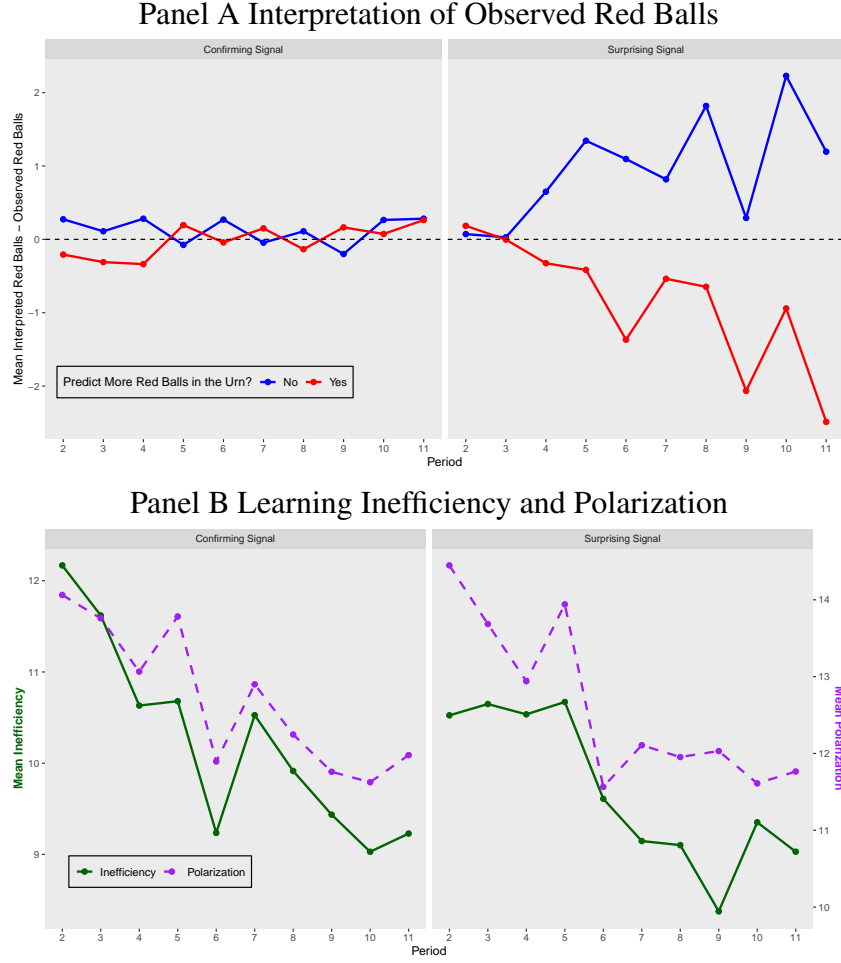 Panel A Interpretation of Observed Red Balls
Confirming Signal
Surprising Signal
Mean Interpreted Red Balls − Observed Red Balls
2
1
0
−1
−2
Predict More Red Balls in the Urn? No Yes
2 3 4 5 6 7 8 9 10 11
2 3 4 5 6 7 8 9 10 11
Period
Panel B Learning Inefficiency and Polarization
Confirming Signal
Surprising Signal
Mean Inefficiency
12
11
10
9
14
13
12
11
10
Mean Polarization
Inefficiency Polarization
2 3 4 5 6 7 8 9 10 11
2 3 4 5 6 7 8 9 10 11
Period